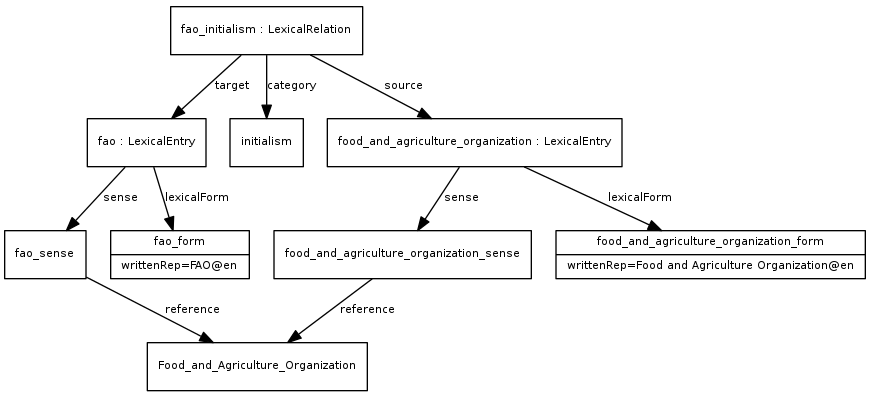 fao_initialism : LexicalRelation
target
category
source
fao : LexicalEntry
initialism
food_and_agriculture_organization : LexicalEntry
sense
lexicalForm
sense
lexicalForm
fao_sense
fao_form
writtenRep=FAO@en
food_and_agriculture_organization_sense
food_and_agriculture_organization_form
writtenRep=Food and Agriculture Organization@en
reference
reference
Food_and_Agriculture_Organization